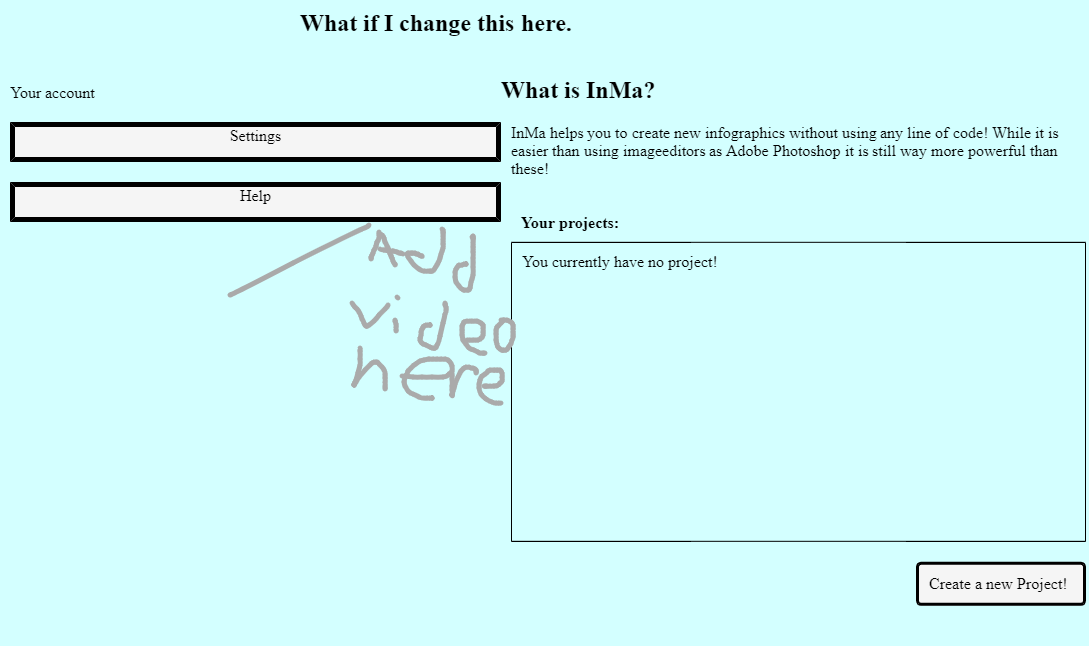 What if I change this here.
Your account
Settings
Help
What is InMa?
InMa helps you to create new infographics without using any line of code! While it is
easier than using imageeditors as Adobe Photoshop it is still way more powerful than
these!
Your projects:
You currently have no project!
Add
video
here
Create a new Project!